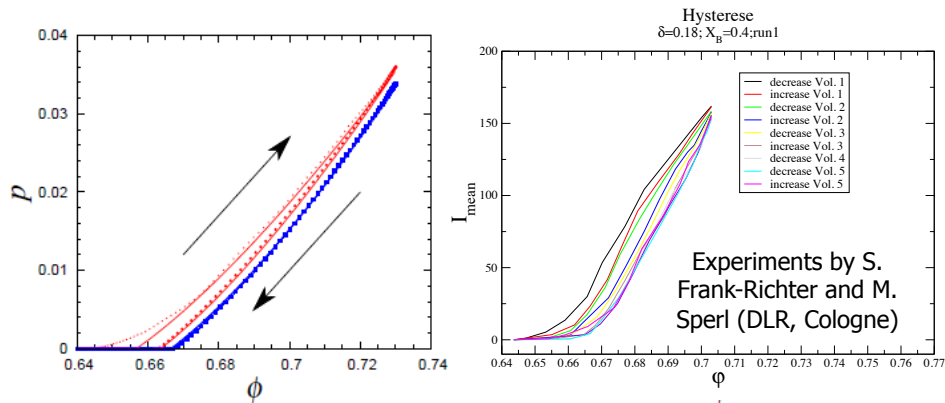 0.04
0.03
0.02
0.01
0
p
0.64
0.66
0.68
0.7
0.72
0.74
ϕ
Hysterese
δ=0.18; X_B=0.4;run1
200
150
100
50
0
I_mean
decrease Vol. 1
increase Vol. 1
decrease Vol. 2
increase Vol. 2
decrease Vol. 3
increase Vol. 3
decrease Vol. 4
decrease Vol. 5
increase Vol. 5
Experiments by S.
Frank-Richter and M.
Sperl (DLR, Cologne)
0.64
0.65
0.66
0.67
0.68
0.69
0.7
0.71
0.72
0.73
0.74
0.75
0.76
0.77
φ